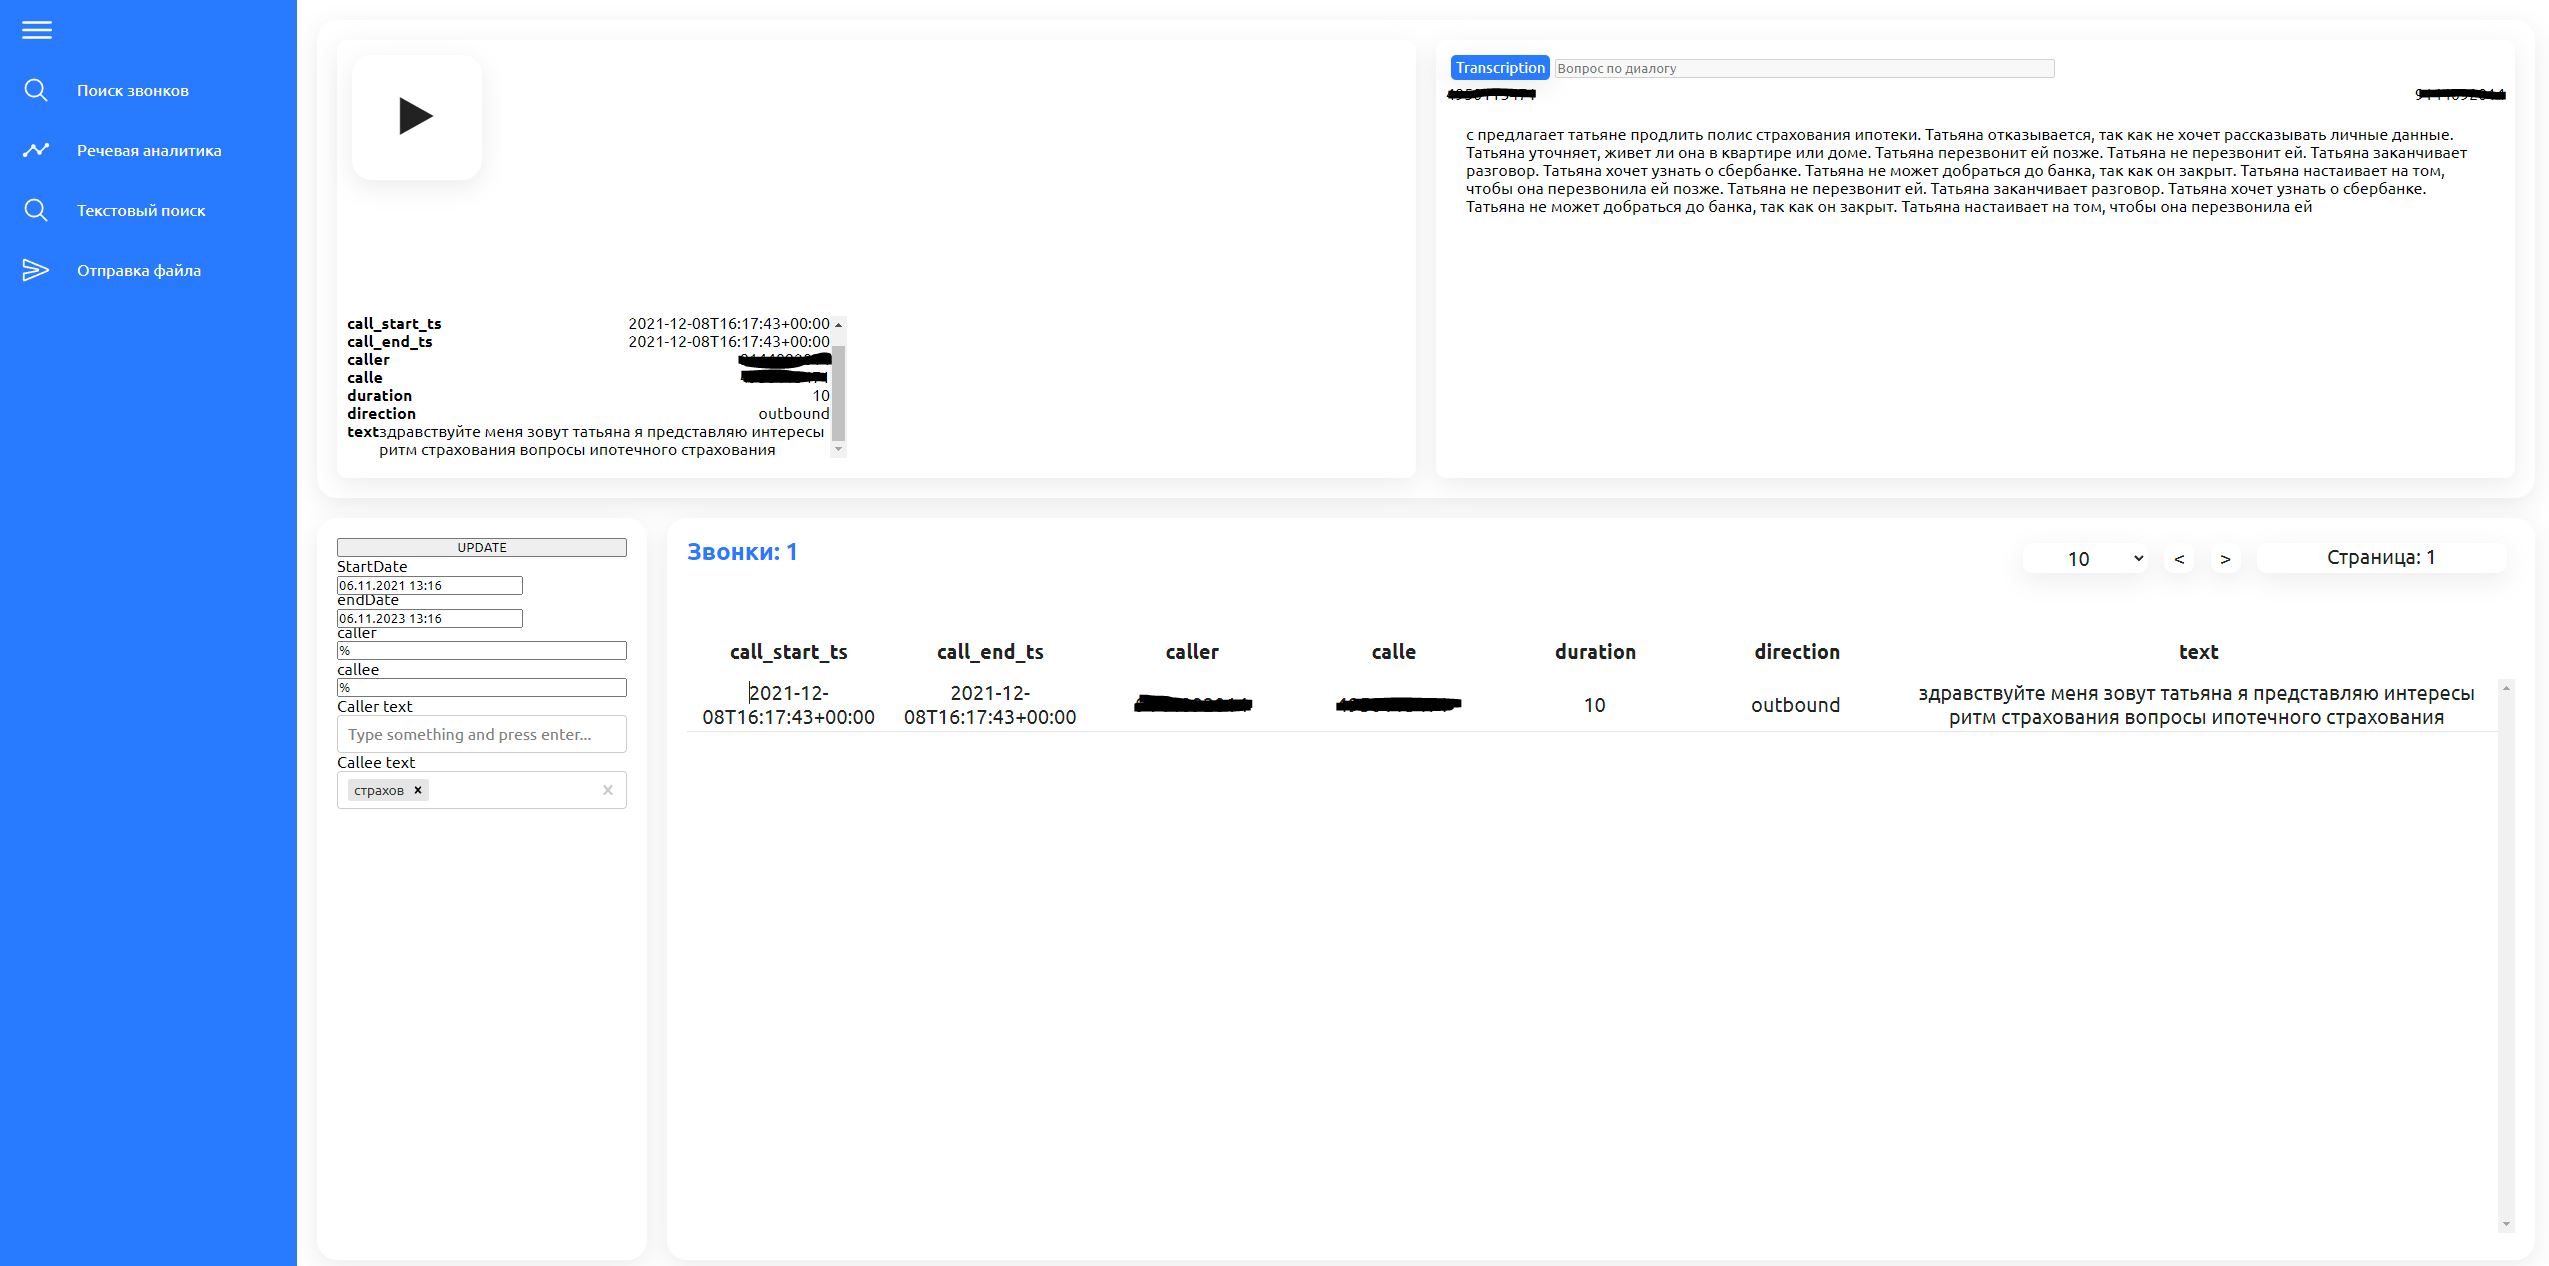 Поиск звонков
Речевая аналитика
Текстовый поиск
Отправка файла
call_start_ts 2021-12-08T16:17:43+00:00
call_end_ts 2021-12-08T16:17:43+00:00
caller
calle
duration 10
direction outbound
text здравствуйте меня зовут татьяна я представляю интересы
ритм страхования вопросы ипотечного страхования
Transcription Вопрос по диалогу
с предлагает татьяне продлить полис страхования ипотеки. Татьяна отказывается, так как не хочет рассказывать личные данные.
Татьяна уточняет, живет ли она в квартире или доме. Татьяна перезвонит ей позже. Татьяна не перезвонит ей. Татьяна заканчивает
разговор. Татьяна хочет узнать о сбербанке. Татьяна не может добраться до банка, так как он закрыт. Татьяна настаивает на том,
чтобы она перезвонила ей позже. Татьяна не перезвонит ей. Татьяна заканчивает разговор. Татьяна хочет узнать о сбербанке.
Татьяна не может добраться до банка, так как он закрыт. Татьяна настаивает на том, чтобы она перезвонила ей
UPDATE
StartDate
06.11.2021 13:16
endDate
06.11.2023 13:16
caller
%
callee
%
Caller text
Type something and press enter...
Callee text
страхов ×
Звонки: 1
10 < > Страница: 1
call_start_ts call_end_ts caller calle duration direction text
2021-12-
08T16:17:43+00:00
2021-12-
08T16:17:43+00:00
10
outbound
здравствуйте меня зовут татьяна я представляю интересы
ритм страхования вопросы ипотечного страхования